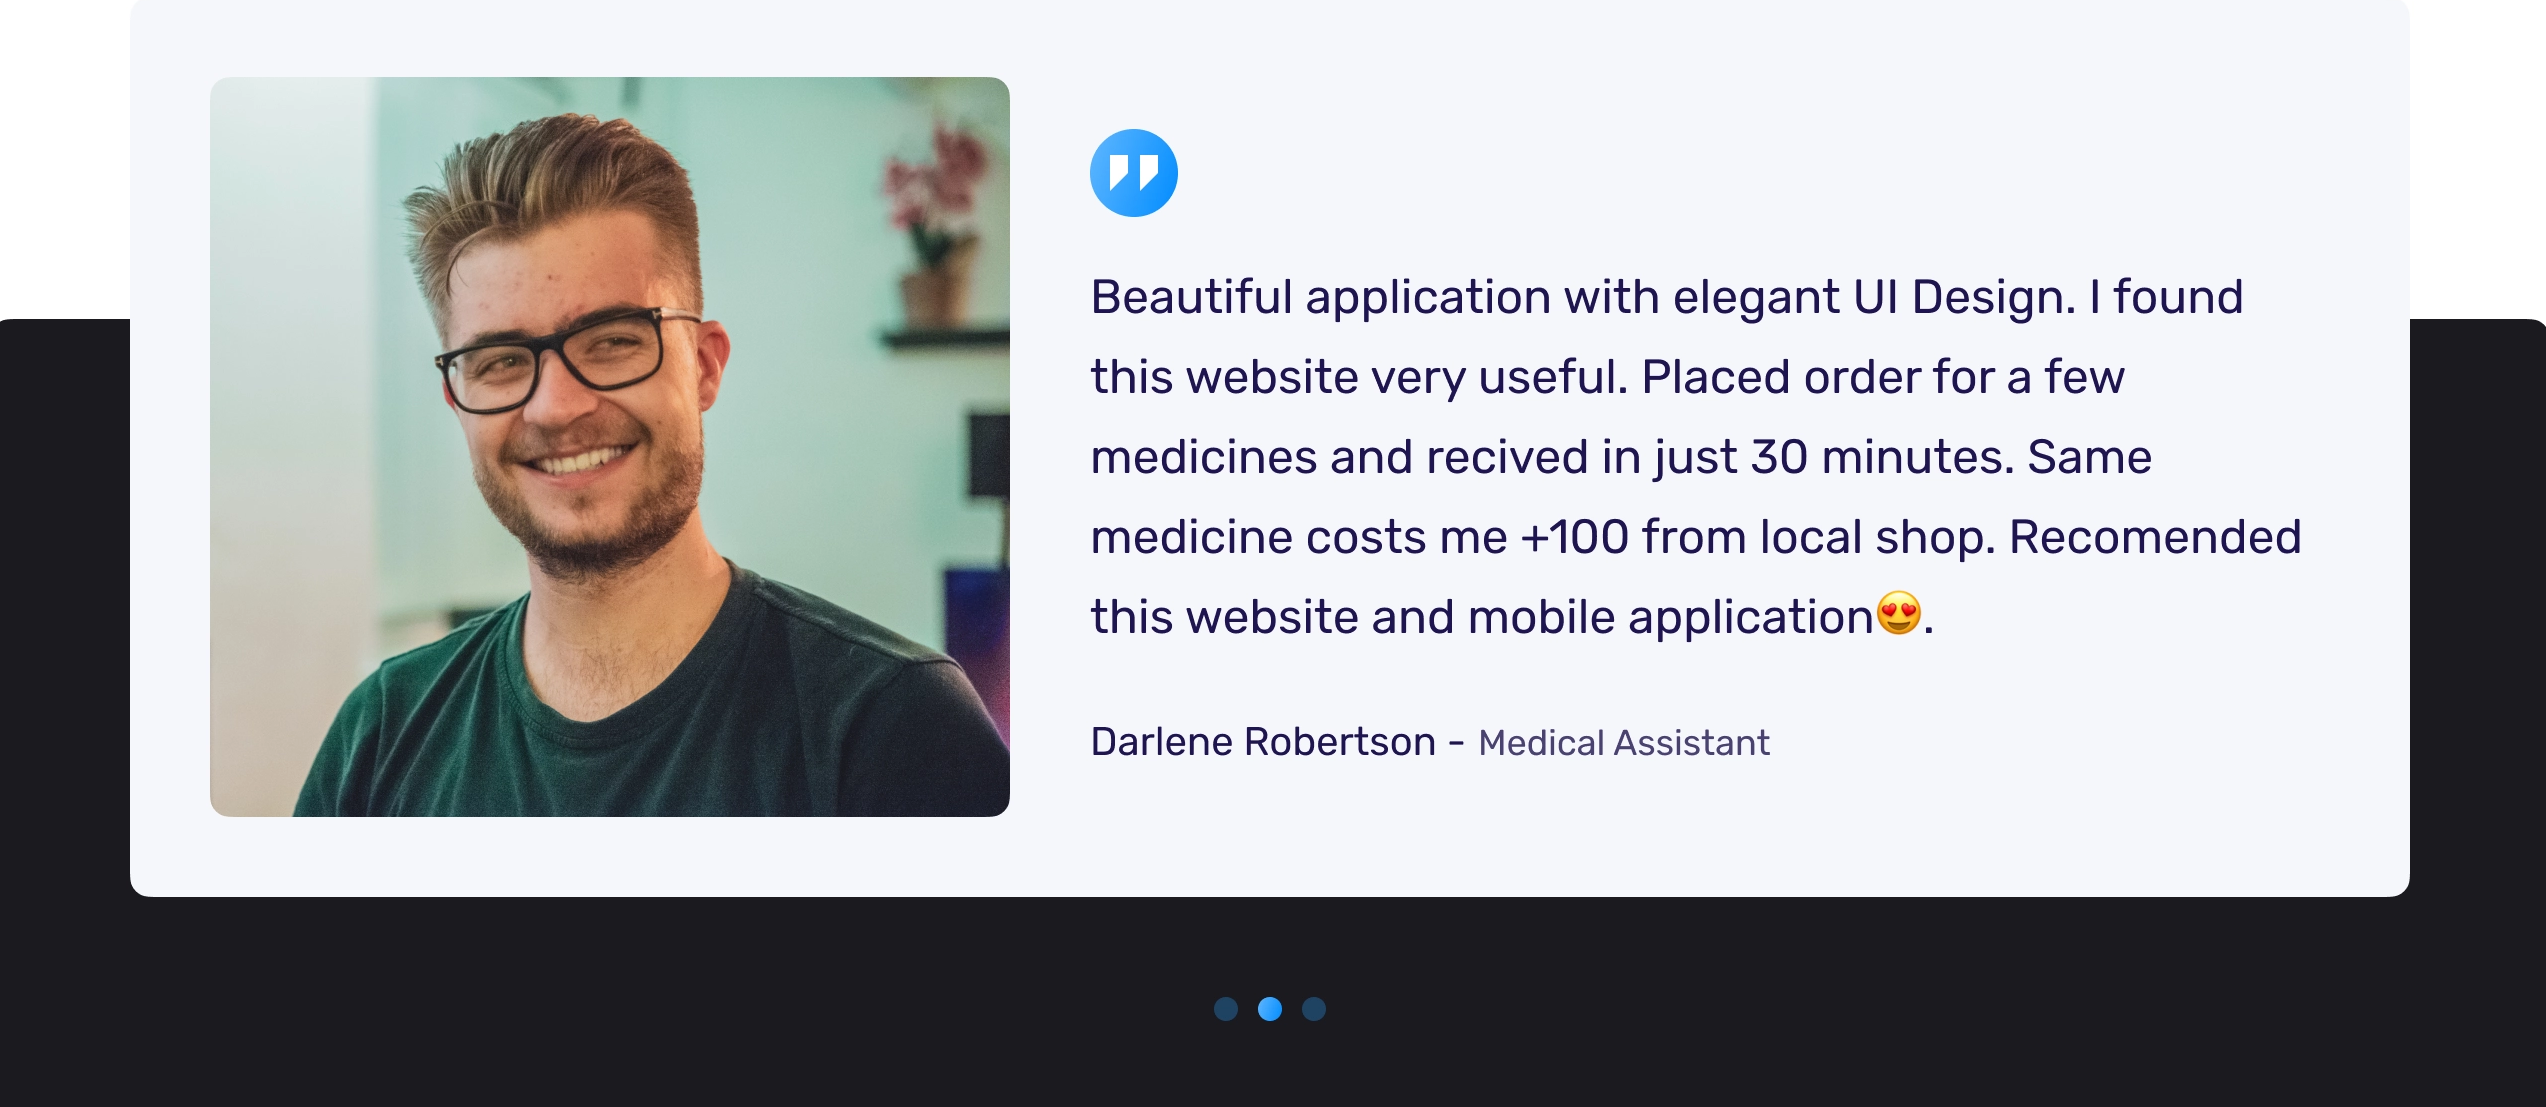 Beautiful application with elegant UI Design. I found
this website very useful. Placed order for a few
medicines and recived in just 30 minutes. Same
medicine costs me +100 from local shop. Recomended
this website and mobile application😍.
Darlene Robertson - Medical Assistant